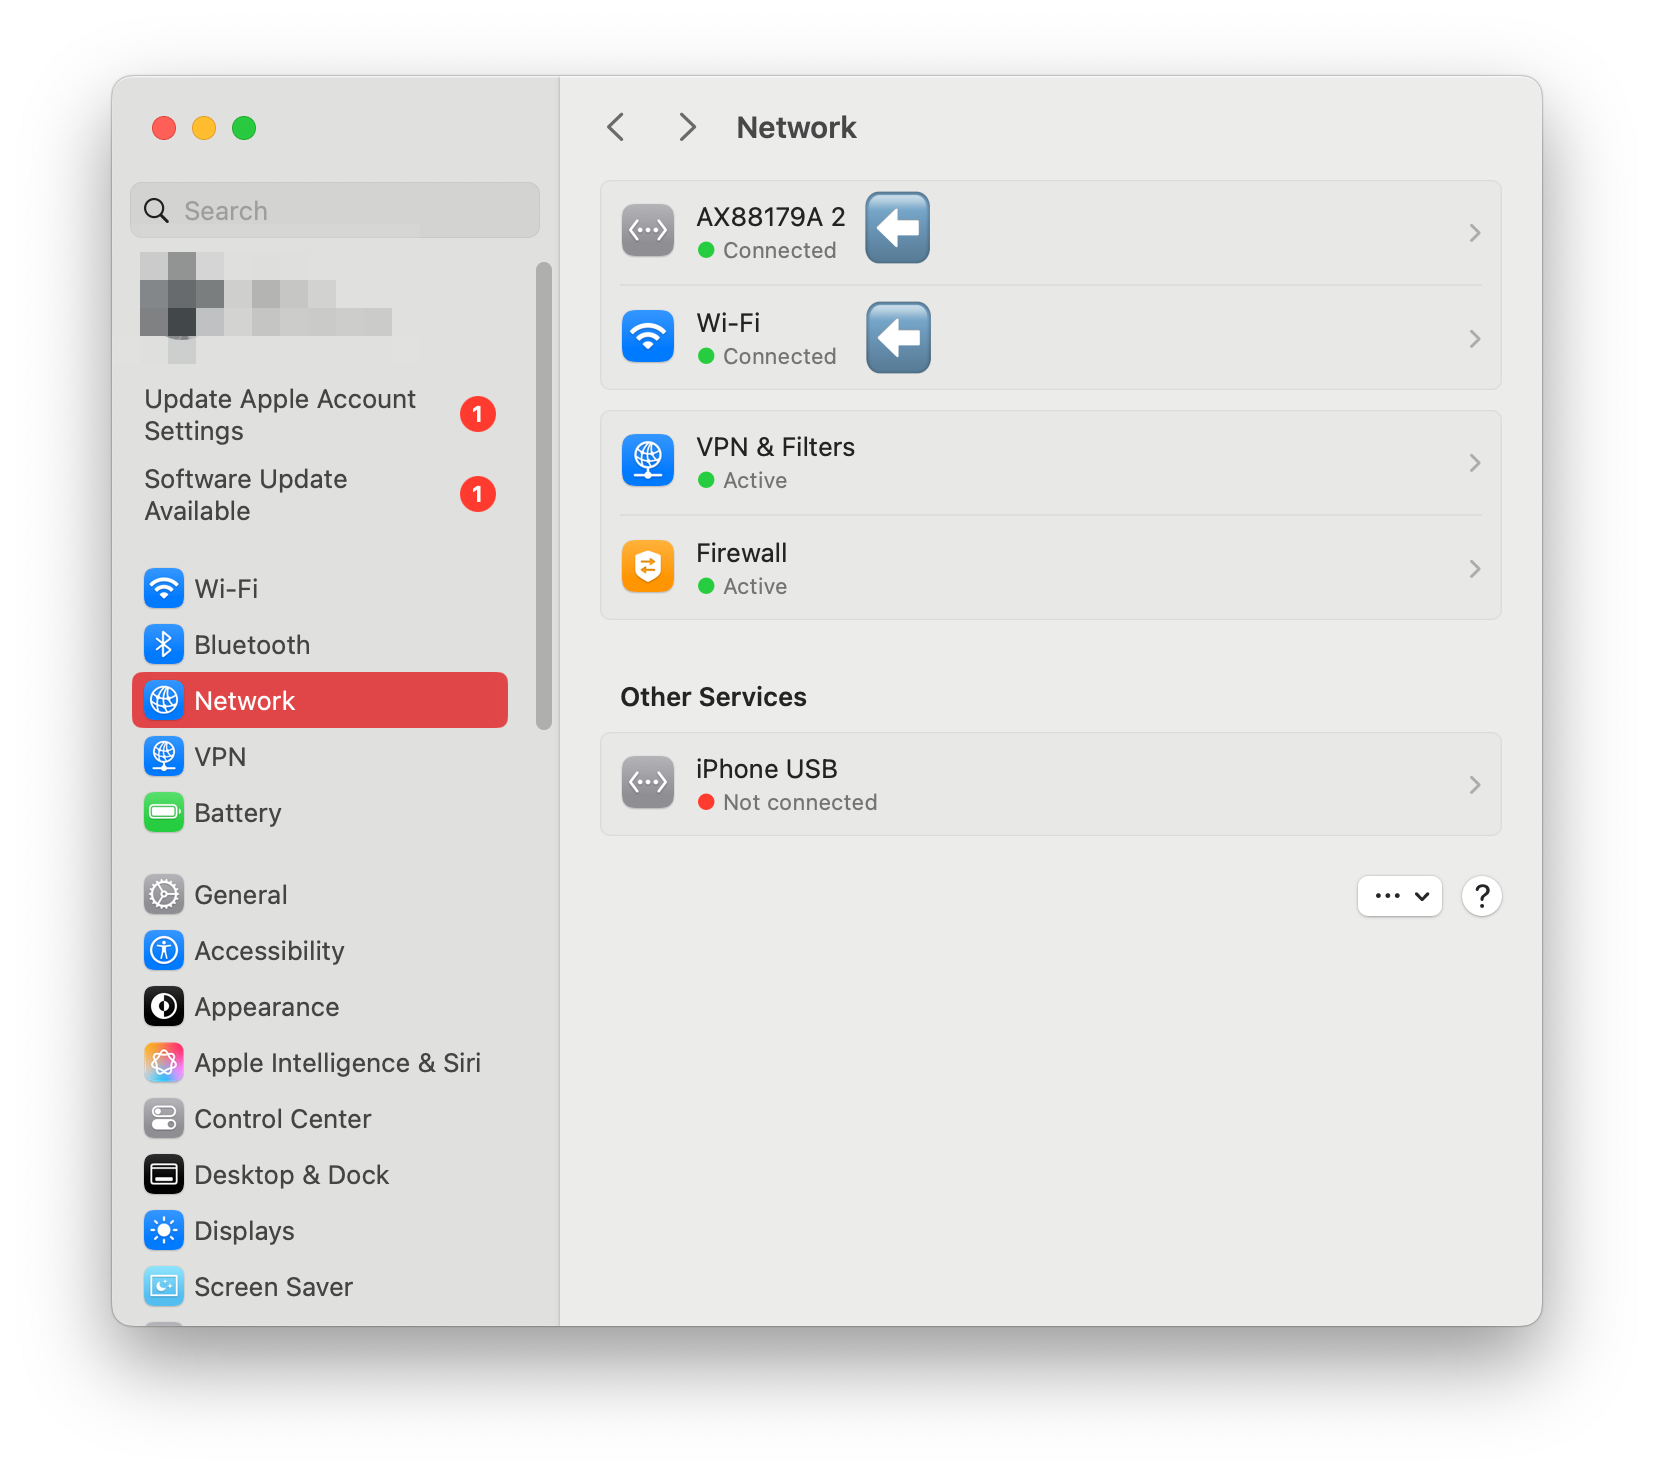 Search
Update Apple Account
Settings
1
Software Update
Available
1
Wi-Fi
Bluetooth
Network
VPN
Battery
General
Accessibility
Appearance
Apple Intelligence & Siri
Control Center
Desktop & Dock
Displays
Screen Saver
Network
AX88179A 2
Connected
Wi-Fi
Connected
VPN & Filters
Active
Firewall
Active
Other Services
iPhone USB
Not connected
?